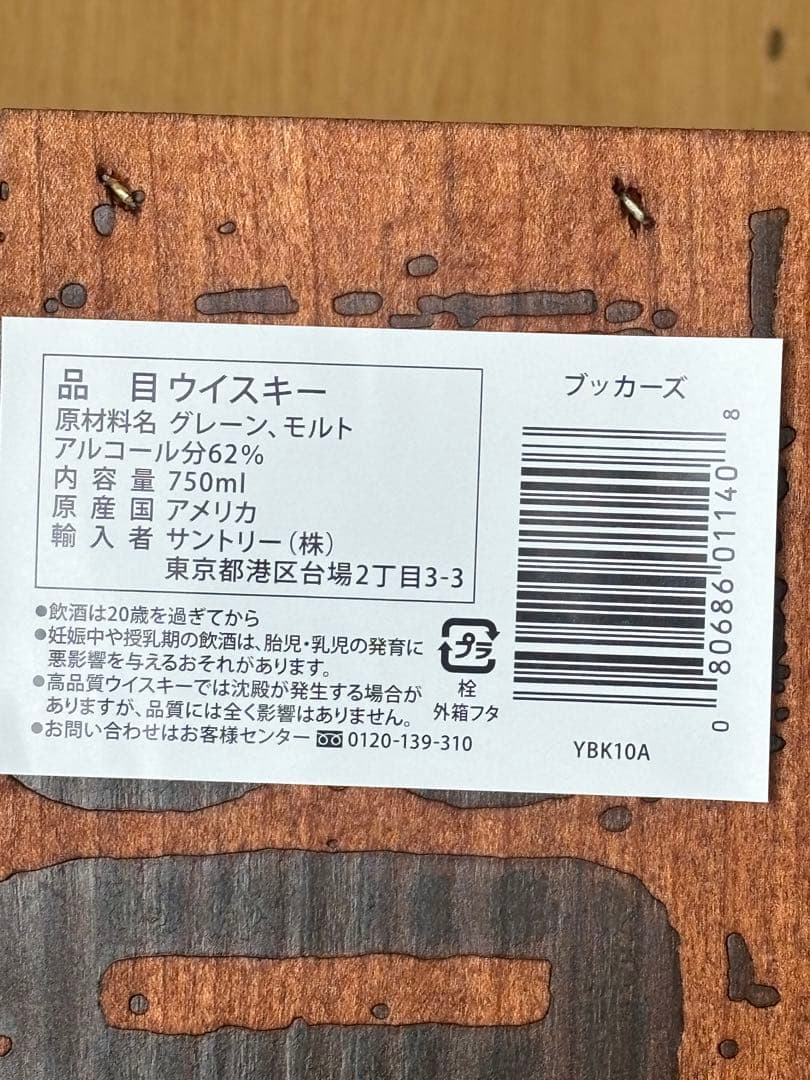 品 目 ウイスキー
原材料名 グレーン、モルト
アルコール分62%
内 容 量 750ml
原 産 国 アメリカ
輸 入 者 サントリー(株)
東京都港区台場2丁目3-3
●飲酒は20歳を過ぎてから
●妊娠中や授乳期の飲酒は、胎児・乳児の発育に
悪影響を与えるおそれがあります。
●高品質ウイスキーでは沈殿が発生する場合が
ありますが、品質には全く影響はありません。
●お問い合わせはお客様センター 0120-139-310
プラ
栓
外箱フタ
ブッカーズ
0 80686 01140 8
YBK10A